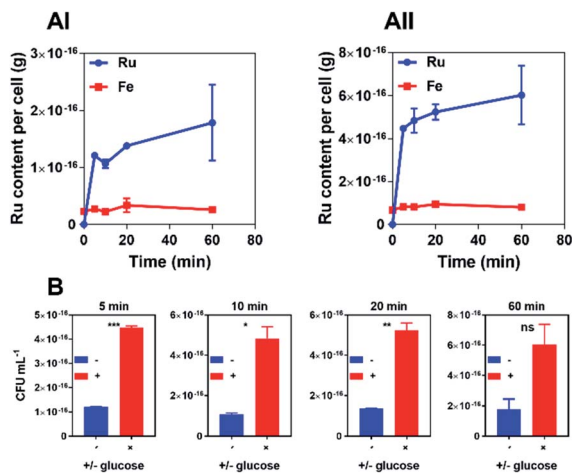 AI
AII
Ru content per cell (g)
3×10⁻¹⁶
2×10⁻¹⁶
1×10⁻¹⁶
0
Ru
Fe
0 20 40 60 80
Time (min)
Ru content per cell (g)
8×10⁻¹⁶
6×10⁻¹⁶
4×10⁻¹⁶
2×10⁻¹⁶
0
Ru
Fe
0 20 40 60 80
Time (min)
B
5 min
CFU mL⁻¹
5×10⁻¹⁶
4×10⁻¹⁶
3×10⁻¹⁶
2×10⁻¹⁶
1×10⁻¹⁶
0
***
-
+
- +
+/- glucose
10 min
6×10⁻¹⁶
4×10⁻¹⁶
2×10⁻¹⁶
0
*
-
+
- +
+/- glucose
20 min
6×10⁻¹⁶
4×10⁻¹⁶
2×10⁻¹⁶
0
**
-
+
- +
+/- glucose
60 min
8×10⁻¹⁶
6×10⁻¹⁶
4×10⁻¹⁶
2×10⁻¹⁶
0
ns
-
+
- +
+/- glucose